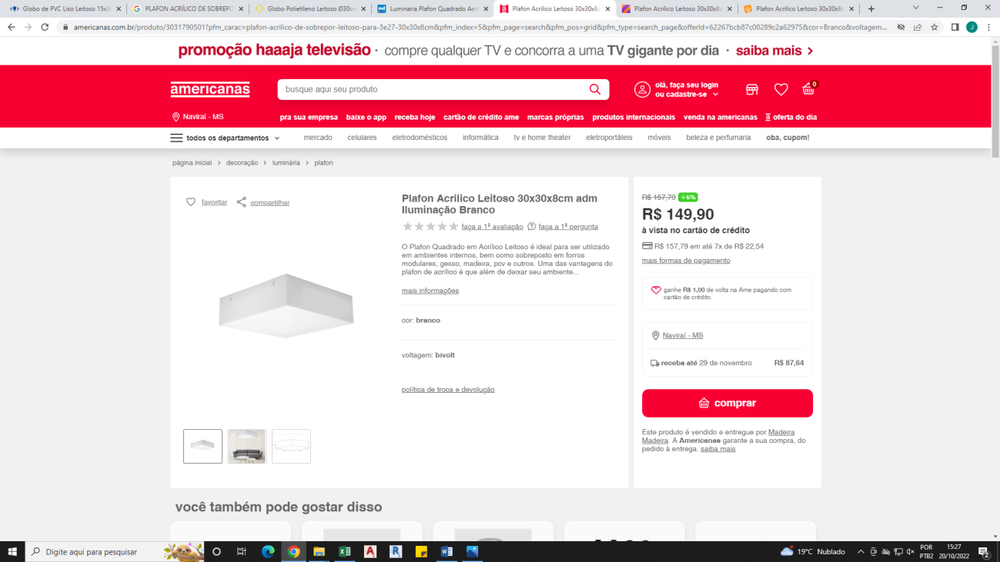 Globo de PVC Liso Leitoso 15x3
PLAFON ACRÍLICO DE SOBREPO
Globo Polietileno Leitoso Ø30cm
Luminaria Plafon Quadrado Acri
Plafon Acrilico Leitoso 30x30x8c
Plafon Acrilico Leitoso 30x30x8c
Plafon Acrilico Leitoso 30x30x8
americanas.com.br/produto/3031790501?pfm_carac=plafon-acrilico-de-sobrepor-leitoso-para-3e27-30x30x8cm&pfm_index=5&pfm_page=search&pfm_pos=grid&pfm_type=search_page&offerId=62267bcb87c00289c2a62975&cor=Branco&voltagem...
J
promoção haaaja televisão · compre qualquer TV e concorra a uma TV gigante por dia · saiba mais >
americanas
busque aqui seu produto
olá, faça seu login
ou cadastre-se
0
Naviraí - MS
pra sua empresa baixe o app receba hoje cartão de crédito ame marcas próprias produtos internacionais venda na americanas a oferta do dia
todos os departamentos
mercado celulares eletrodomésticos informática tv e home theater eletroportáteis móveis beleza e perfumaria oba, cupom!
página inicial > decoração > luminária > plafon
favoritar compartilhar
Plafon Acrilico Leitoso 30x30x8cm adm
Iluminação Branco
faça a 1ª avaliação faça a 1ª pergunta
O Plafon Quadrado em Acrílico Leitoso é ideal para ser utilizado
em ambientes internos, bem como sobreposto em forros
modulares, gesso, madeira, pcv e outros. Uma das vantagens do
plafon de acrílico é que além de deixar seu ambiente...
mais informações
cor: branco
voltagem: bivolt
política de troca e devolução
R$ 157,79 5%
R$ 149,90
à vista no cartão de crédito
R$ 157,79 em até 7x de R$ 22,54
mais formas de pagamento
ganhe R$ 1,00 de volta na Ame pagando com
cartão de crédito.
Naviraí - MS
receba até 29 de novembro R$ 87,64
comprar
Este produto é vendido e entregue por Madeira
Madeira. A Americanas garante a sua compra, do
pedido à entrega. saiba mais
você também pode gostar disso
Digite aqui para pesquisar
19°C Nublado
POR
PTB2
15:27
20/10/2022
2